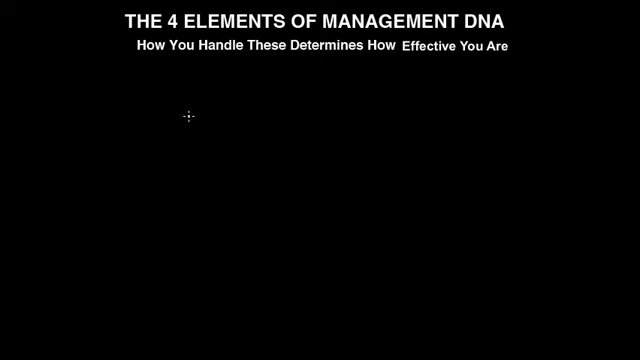 THE 4 ELEMENTS OF MANAGEMENT DNA
How You Handle These Determines How Effective You Are